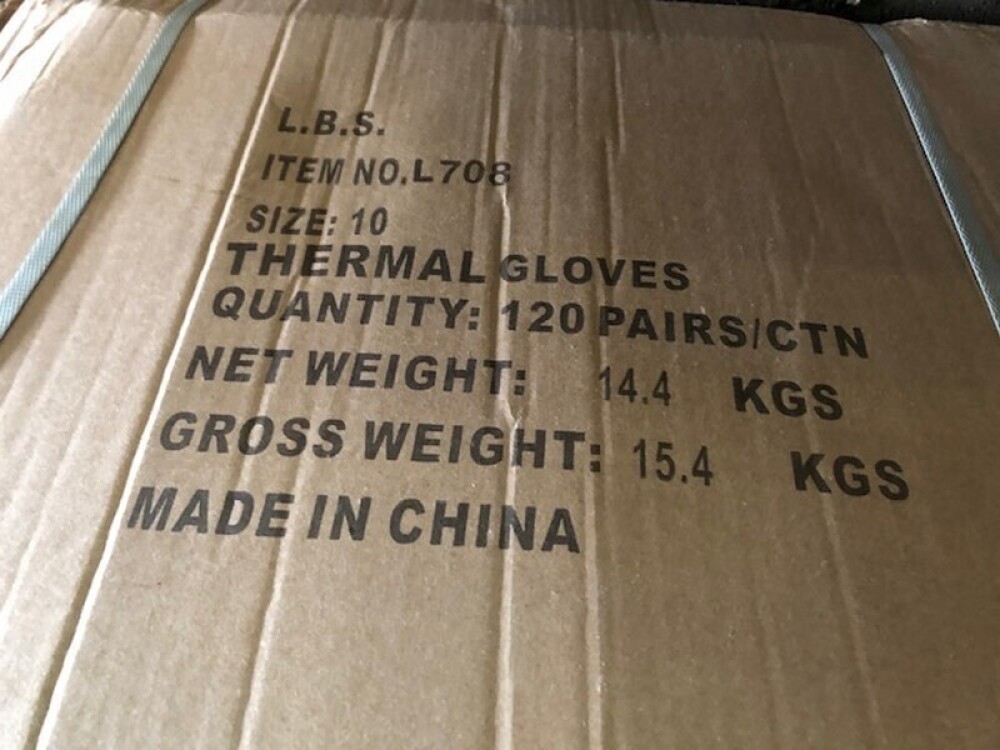 L.B.S.
ITEM NO.L708
SIZE: 10
THERMAL GLOVES
QUANTITY: 120 PAIRS/CTN
NET WEIGHT: 14.4 KGS
GROSS WEIGHT: 15.4 KGS
MADE IN CHINA